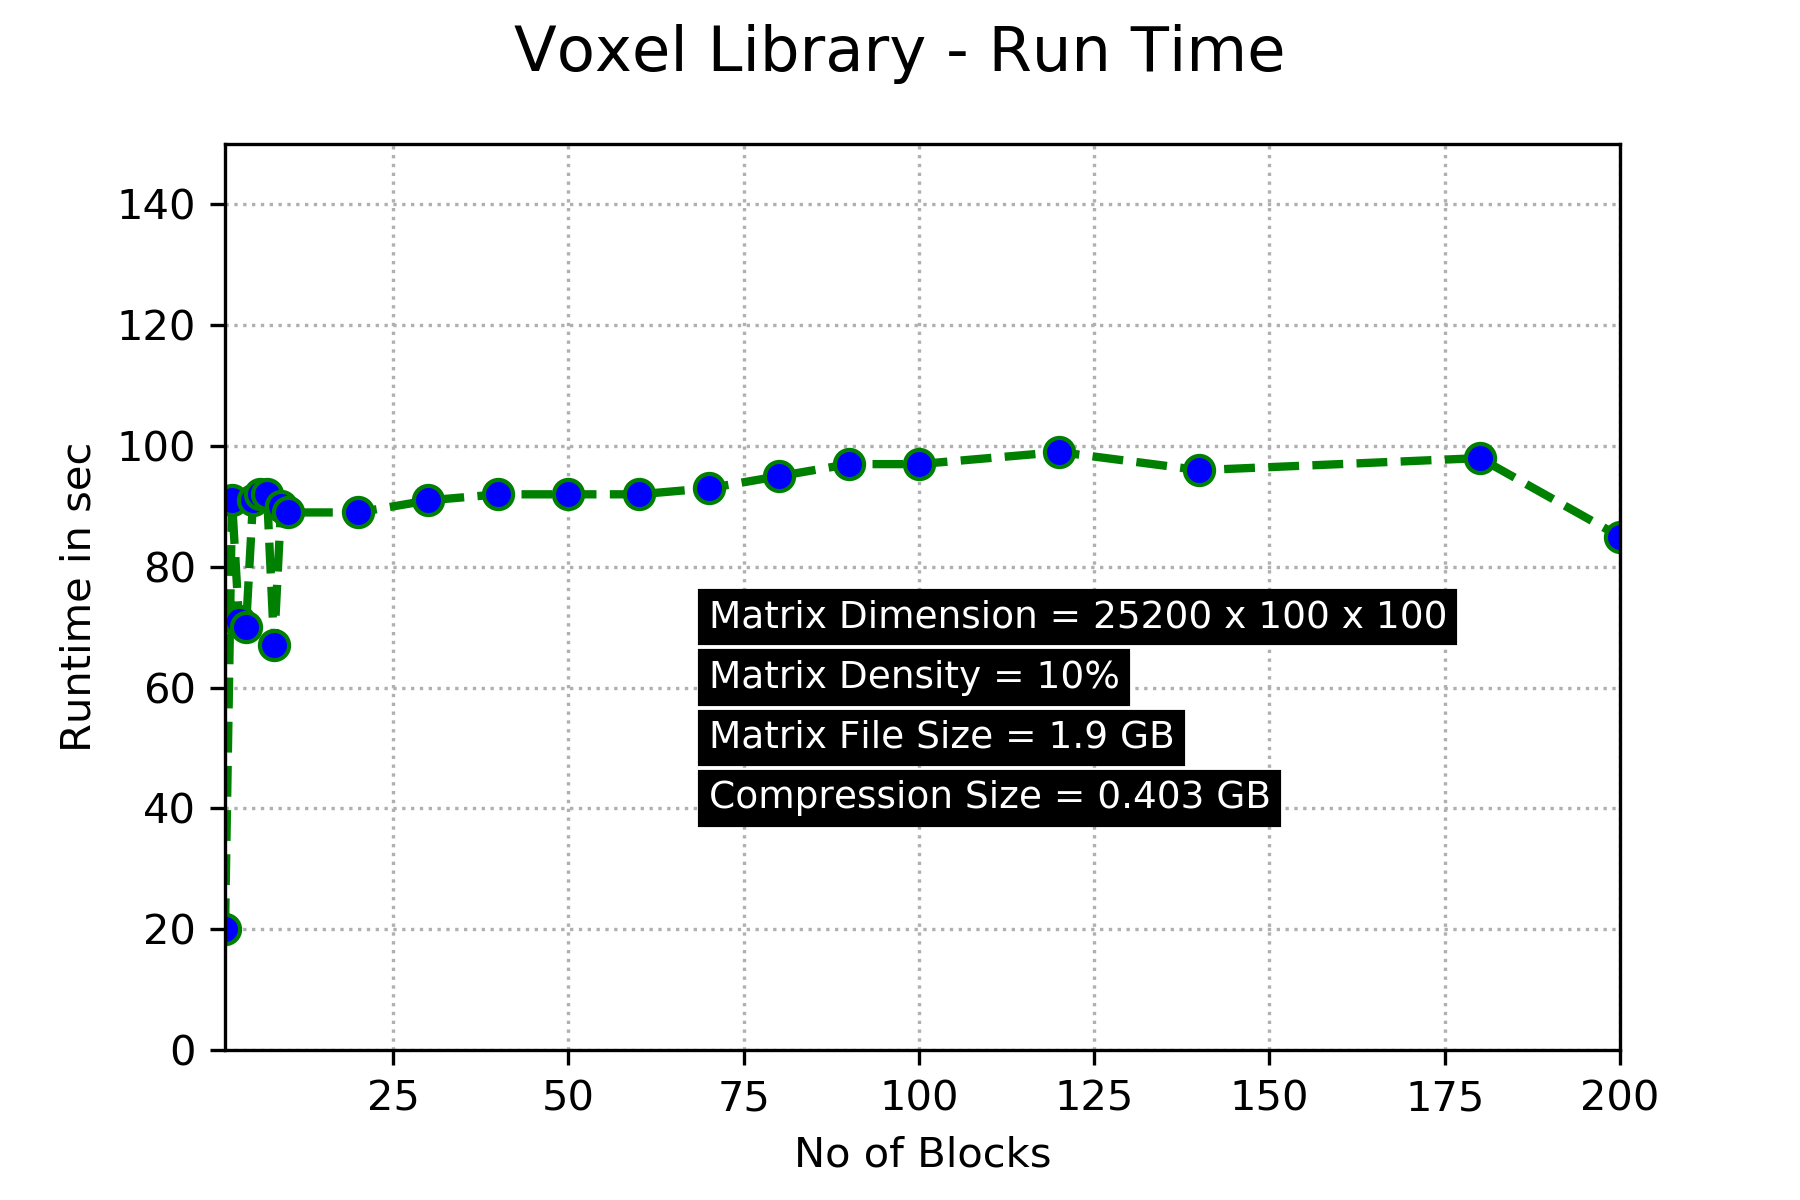 Voxel Library - Run Time
140
120
100
80
60
40
20
0
Runtime in sec
Matrix Dimension = 25200 x 100 x 100
Matrix Density = 10%
Matrix File Size = 1.9 GB
Compression Size = 0.403 GB
25 50 75 100 125 150 175 200
No of Blocks